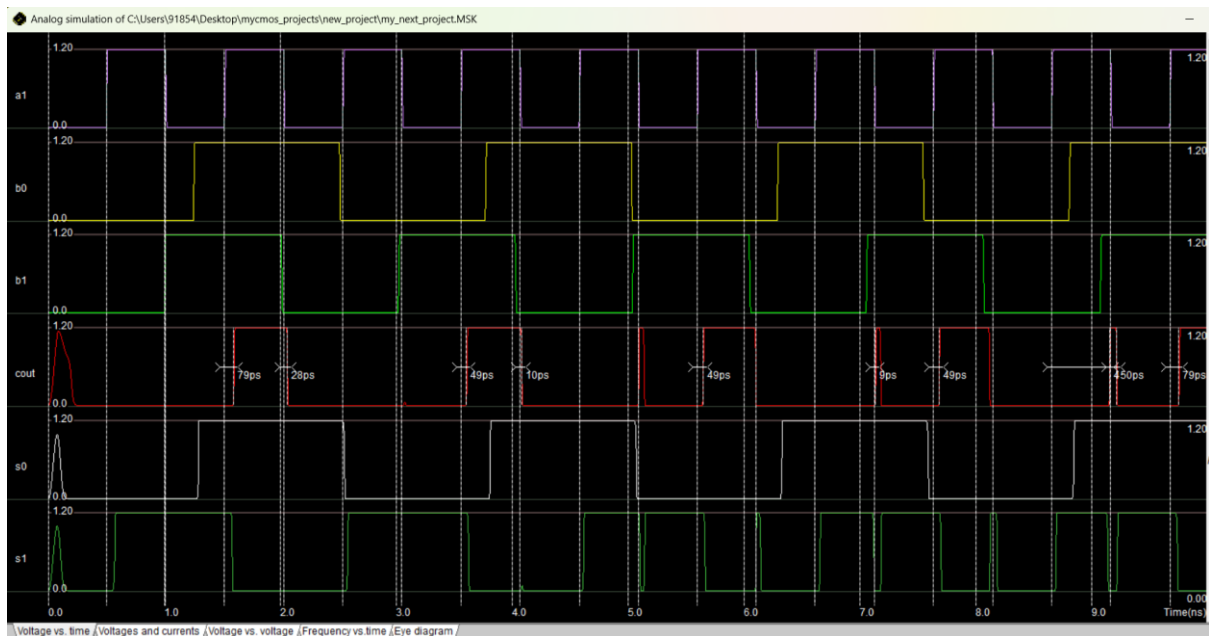 Analog simulation of C:\Users\91854\Desktop\mycmos_projects\new_project\my_next_project.MSK
1.20
1.20
a1
0.0
1.20
1.20
b0
0.0
1.20
b1
0.0
1.20
1.20
cout
79ps
28ps
49ps
10ps
49ps
9ps
49ps
450ps
79ps
0.0
1.20
1.20
s0
0.0
1.20
s1
0.0
0.00
0.0 1.0 2.0 3.0 4.0 5.0 6.0 7.0 8.0 9.0 Time(ns)
Voltage vs. time Voltages and currents Voltage vs. voltage Frequency vs.time Eye diagram